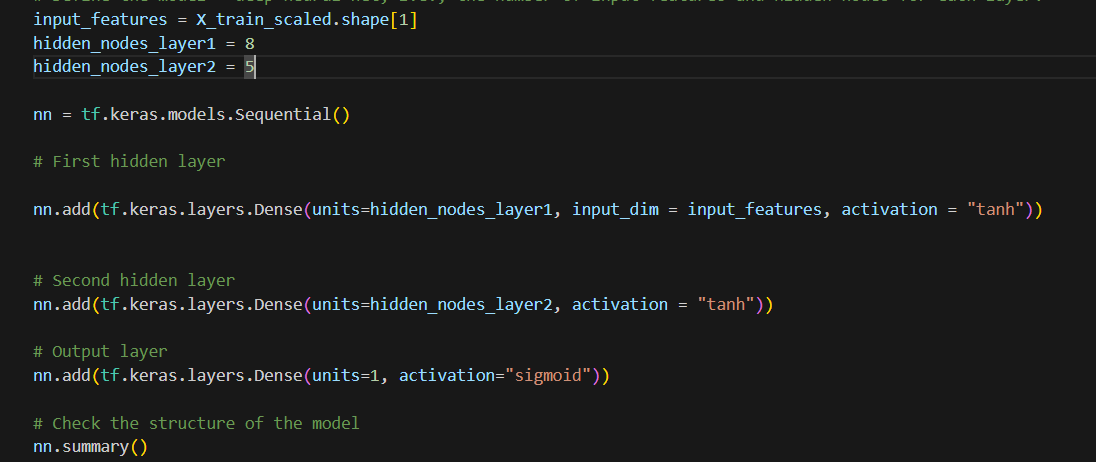 input_features = X_train_scaled.shape[1]
hidden_nodes_layer1 = 8
hidden_nodes_layer2 = 5
nn = tf.keras.models.Sequential()
# First hidden layer
nn.add(tf.keras.layers.Dense(units=hidden_nodes_layer1, input_dim = input_features, activation = "tanh"))
# Second hidden layer
nn.add(tf.keras.layers.Dense(units=hidden_nodes_layer2, activation = "tanh"))
# Output layer
nn.add(tf.keras.layers.Dense(units=1, activation="sigmoid"))
# Check the structure of the model
nn.summary()